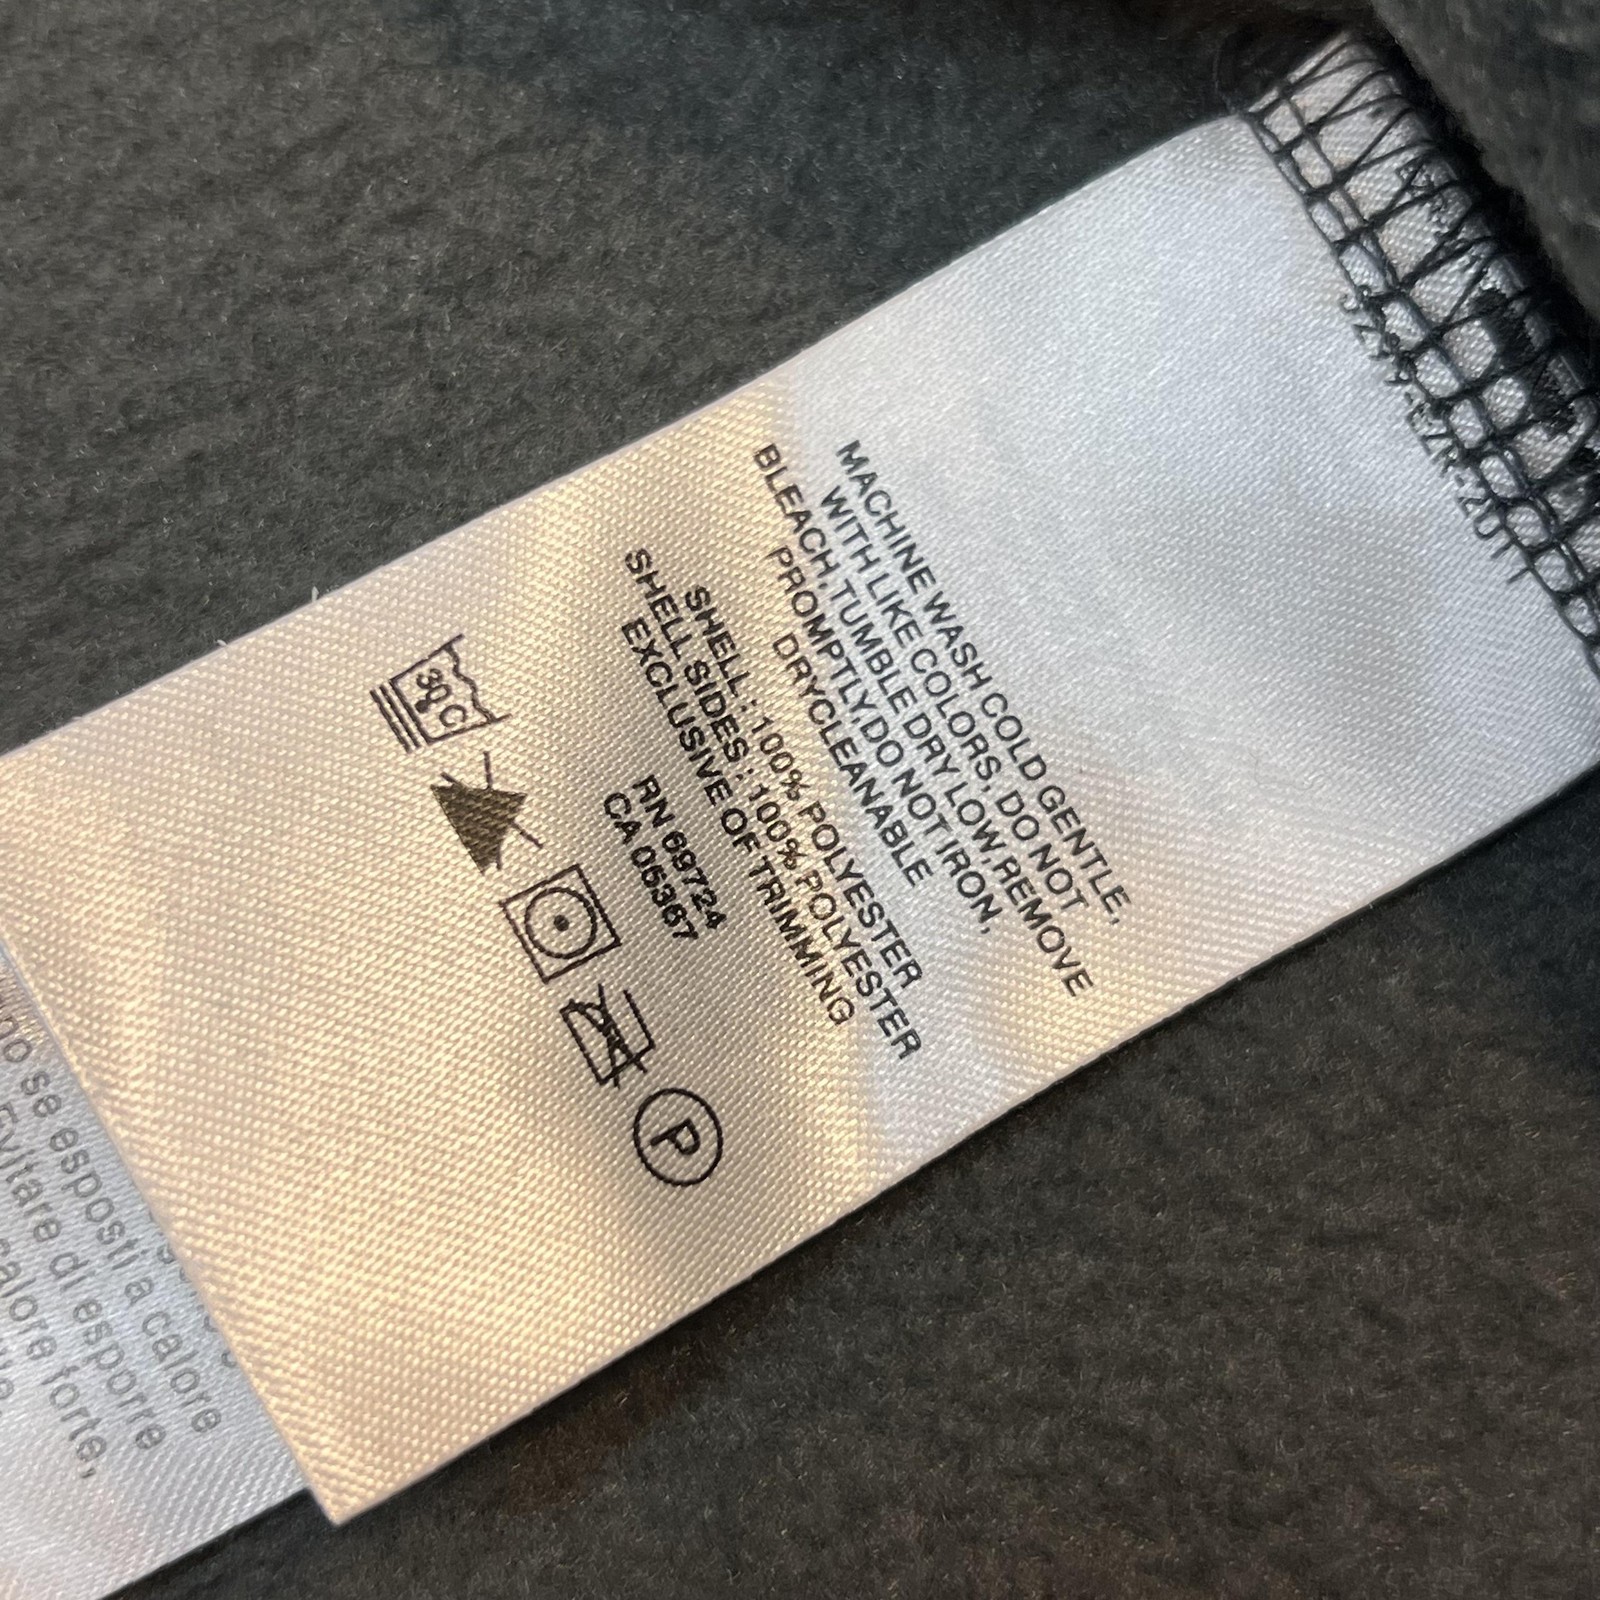 MACHINE WASH COLD GENTLE,
WITH LIKE COLORS, DO NOT
BLEACH, TUMBLE DRY LOW, REMOVE
PROMPTLY, DO NOT IRON,
DRYCLEANABLE
SHELL : 100% POLYESTER
SHELL SIDES : 100% POLYESTER
EXCLUSIVE OF TRIMMING
RN 69724
CA 05367
30°C
P
se esposti a calore
Evitare di esporre
calore forte,